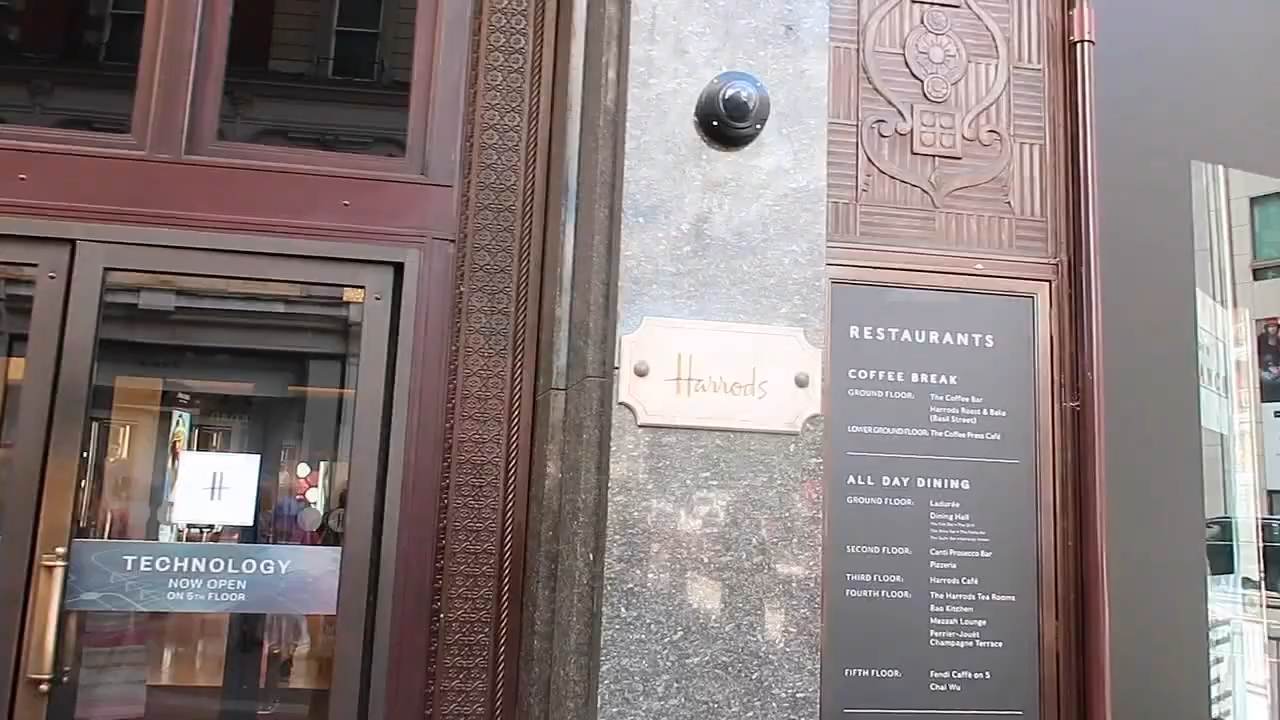 H
TECHNOLOGY
NOW OPEN
ON 5TH FLOOR
Harrods
RESTAURANTS
COFFEE BREAK
GROUND FLOOR: The Coffee Bar
Harrods Roast & Bake
(Basil Street)
LOWER GROUND FLOOR: The Coffee Press Café
ALL DAY DINING
GROUND FLOOR: Ladurée
Dining Hall
SECOND FLOOR: Canti Prosecco Bar
Pizzeria
THIRD FLOOR: Harrods Café
FOURTH FLOOR: The Harrods Tea Rooms
Bao Kitchen
Mezzah Lounge
Perrier-Jouët
Champagne Terrace
FIFTH FLOOR: Fendi Caffè on 5
Chai Wu